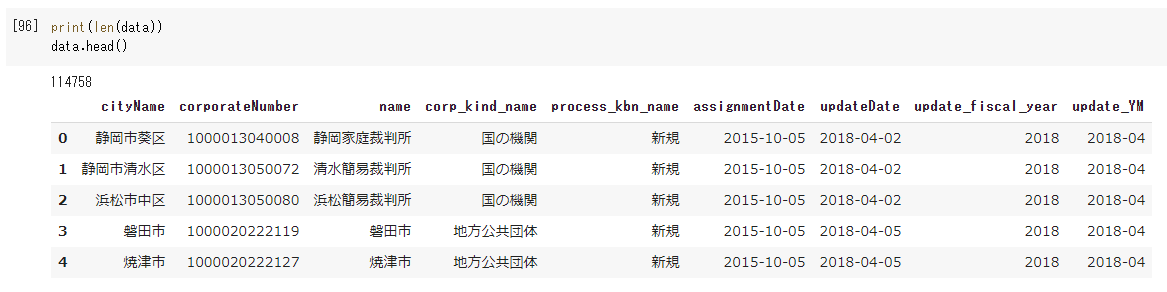 [96] print(len(data))
data.head()
114758
cityName corporateNumber name corp_kind_name process_kbn_name assignmentDate updateDate update_fiscal_year update_YM
0 静岡市葵区 1000013040008 静岡家庭裁判所 国の機関 新規 2015-10-05 2018-04-02 2018 2018-04
1 静岡市清水区 1000013050072 清水簡易裁判所 国の機関 新規 2015-10-05 2018-04-02 2018 2018-04
2 浜松市中区 1000013050080 浜松簡易裁判所 国の機関 新規 2015-10-05 2018-04-02 2018 2018-04
3 磐田市 1000020222119 磐田市 地方公共団体 新規 2015-10-05 2018-04-05 2018 2018-04
4 焼津市 1000020222127 焼津市 地方公共団体 新規 2015-10-05 2018-04-05 2018 2018-04